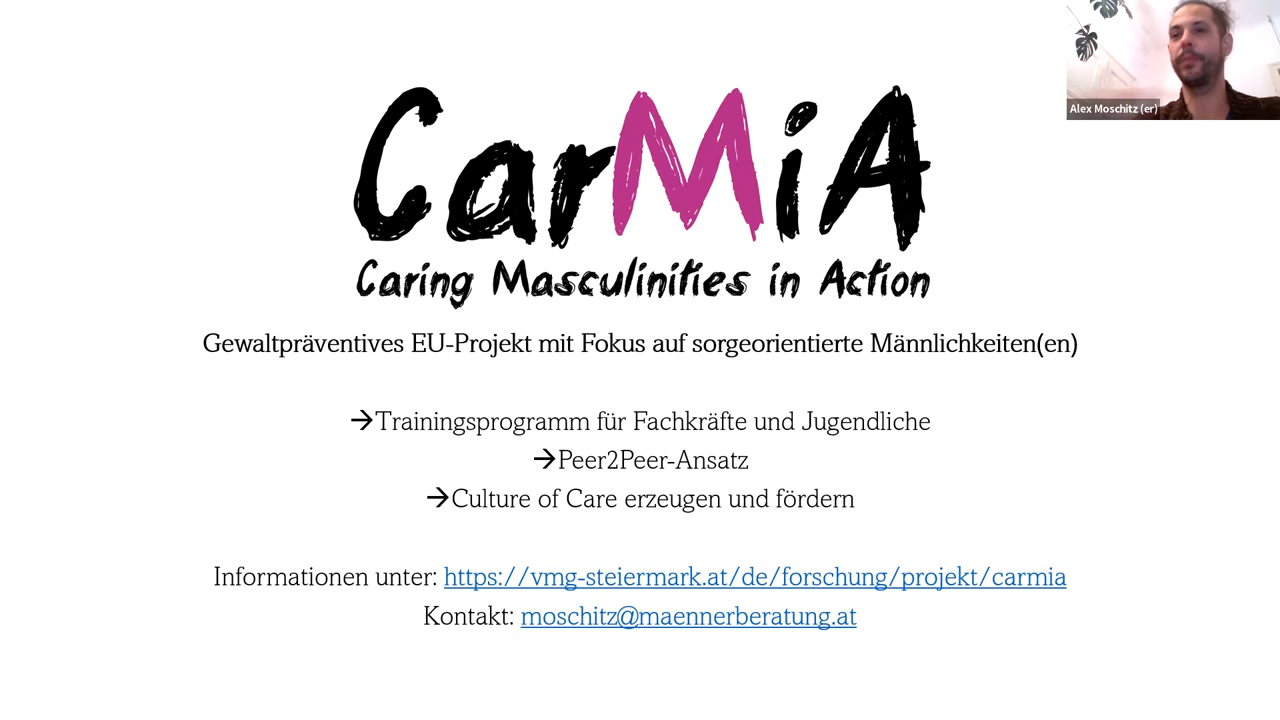 Alex Moschitz (er)
CarMiA
Caring Masculinities in Action
Gewaltpräventives EU-Projekt mit Fokus auf sorgeorientierte Männlichkeiten(en)
→Trainingsprogramm für Fachkräfte und Jugendliche
→Peer2Peer-Ansatz
→Culture of Care erzeugen und fördern
Informationen unter: https://vmg-steiermark.at/de/forschung/projekt/carmia
Kontakt: moschitz@maennerberatung.at